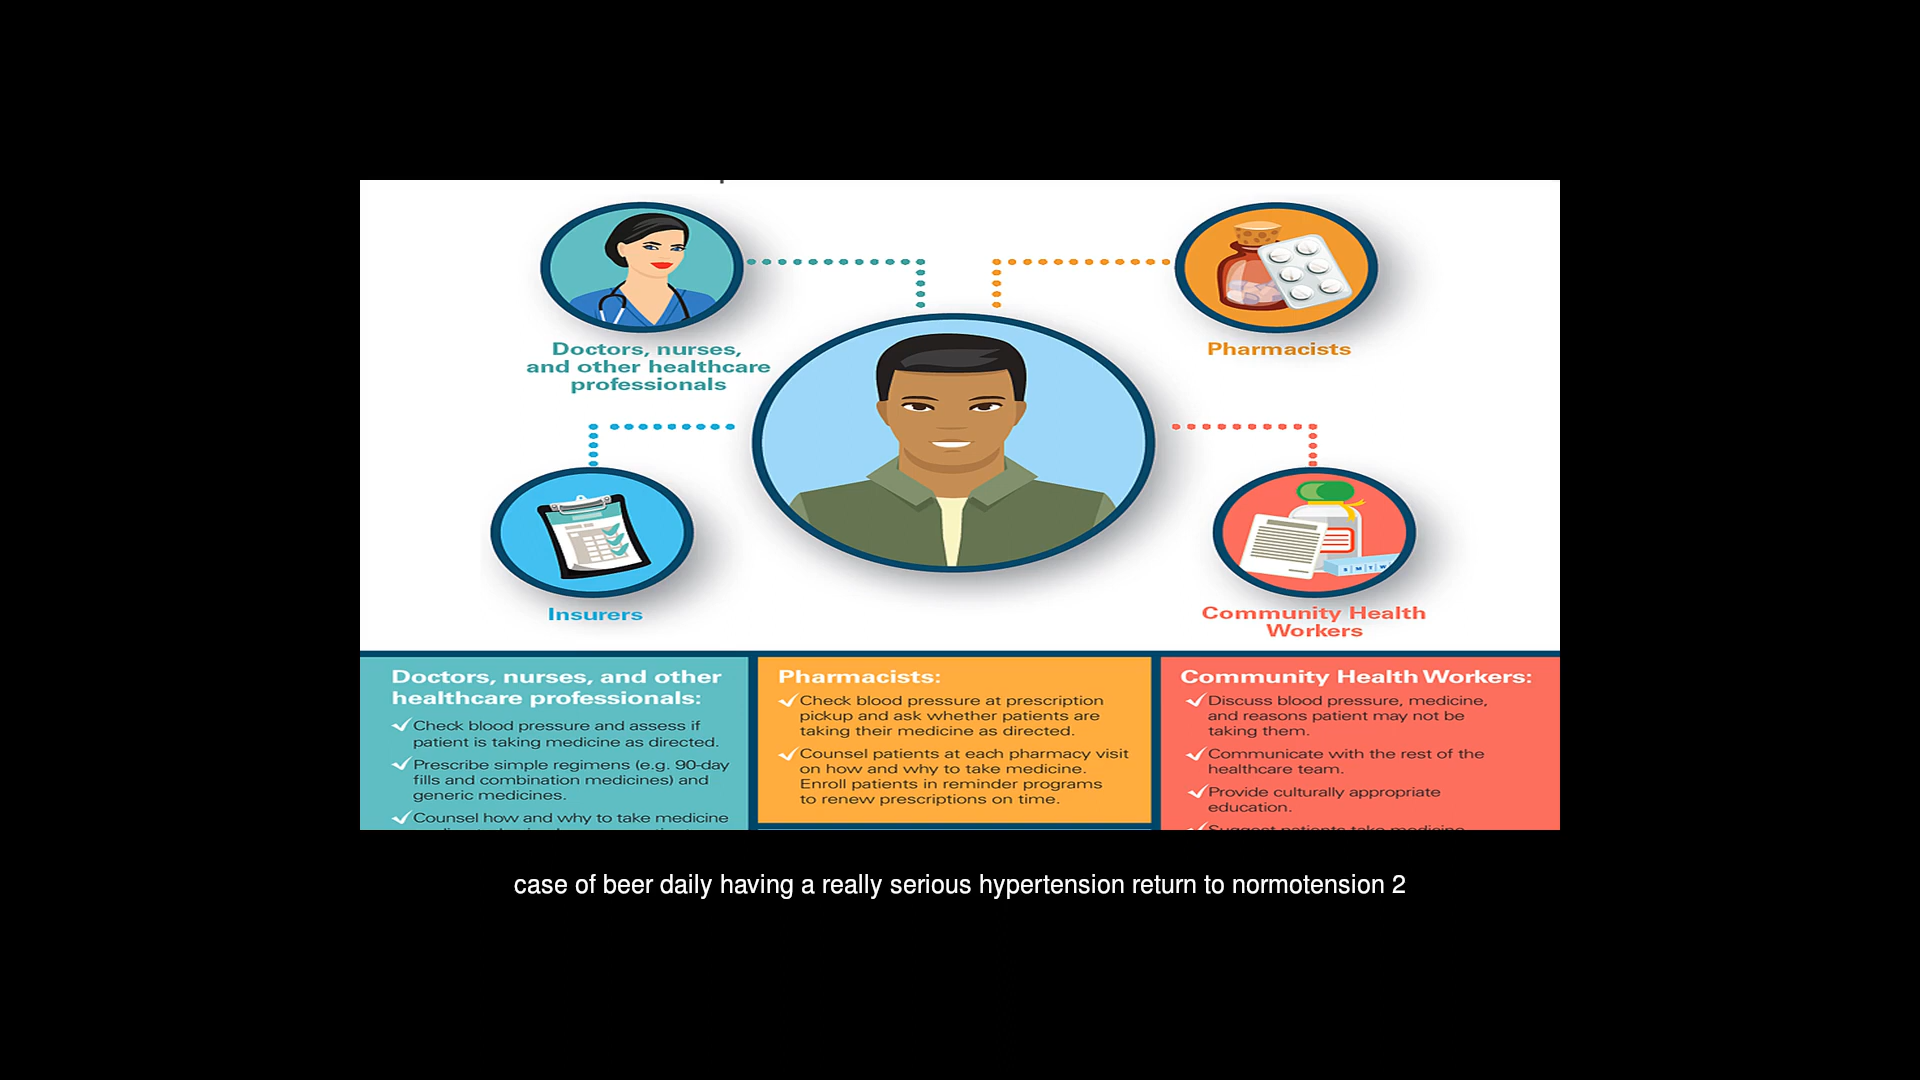 Doctors, nurses,
and other healthcare
professionals
Pharmacists
Insurers
Community Health
Workers
Doctors, nurses, and other
healthcare professionals:
✓ Check blood pressure and assess if
patient is taking medicine as directed.
✓ Prescribe simple regimens (e.g. 90-day
fills and combination medicines) and
generic medicines.
✓ Counsel how and why to take medicine
Pharmacists:
✓ Check blood pressure at prescription
pickup and ask whether patients are
taking their medicine as directed.
✓ Counsel patients at each pharmacy visit
on how and why to take medicine.
Enroll patients in reminder programs
to renew prescriptions on time.
Community Health Workers:
✓ Discuss blood pressure, medicine,
and reasons patient may not be
taking them.
✓ Communicate with the rest of the
healthcare team.
✓ Provide culturally appropriate
education.
✓ Suggest patients take medicine
case of beer daily having a really serious hypertension return to normotension 2